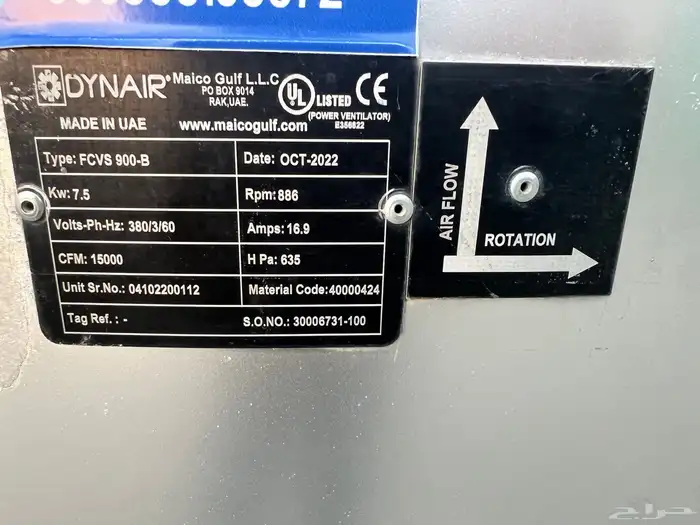 DYNAIR® Maico Gulf L.L.C
PO BOX 9014
RAK,UAE.
UL LISTED CE
(POWER VENTILATOR)
E356622
MADE IN UAE www.maicogulf.com
Type: FCVS 900-B Date: OCT-2022
Kw: 7.5 Rpm: 886
Volts-Ph-Hz: 380/3/60 Amps: 16.9
CFM: 15000 H Pa: 635
Unit Sr.No.: 04102200112 Material Code: 40000424
Tag Ref. : - S.O.NO.: 30006731-100
AIR FLOW
ROTATION
حراج